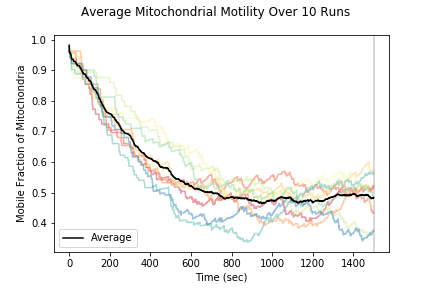 Average Mitochondrial Motility Over 10 Runs
1.0
0.9
0.8
0.7
0.6
0.5
0.4
Mobile Fraction of Mitochondria
Average
0 200 400 600 800 1000 1200 1400
Time (sec)